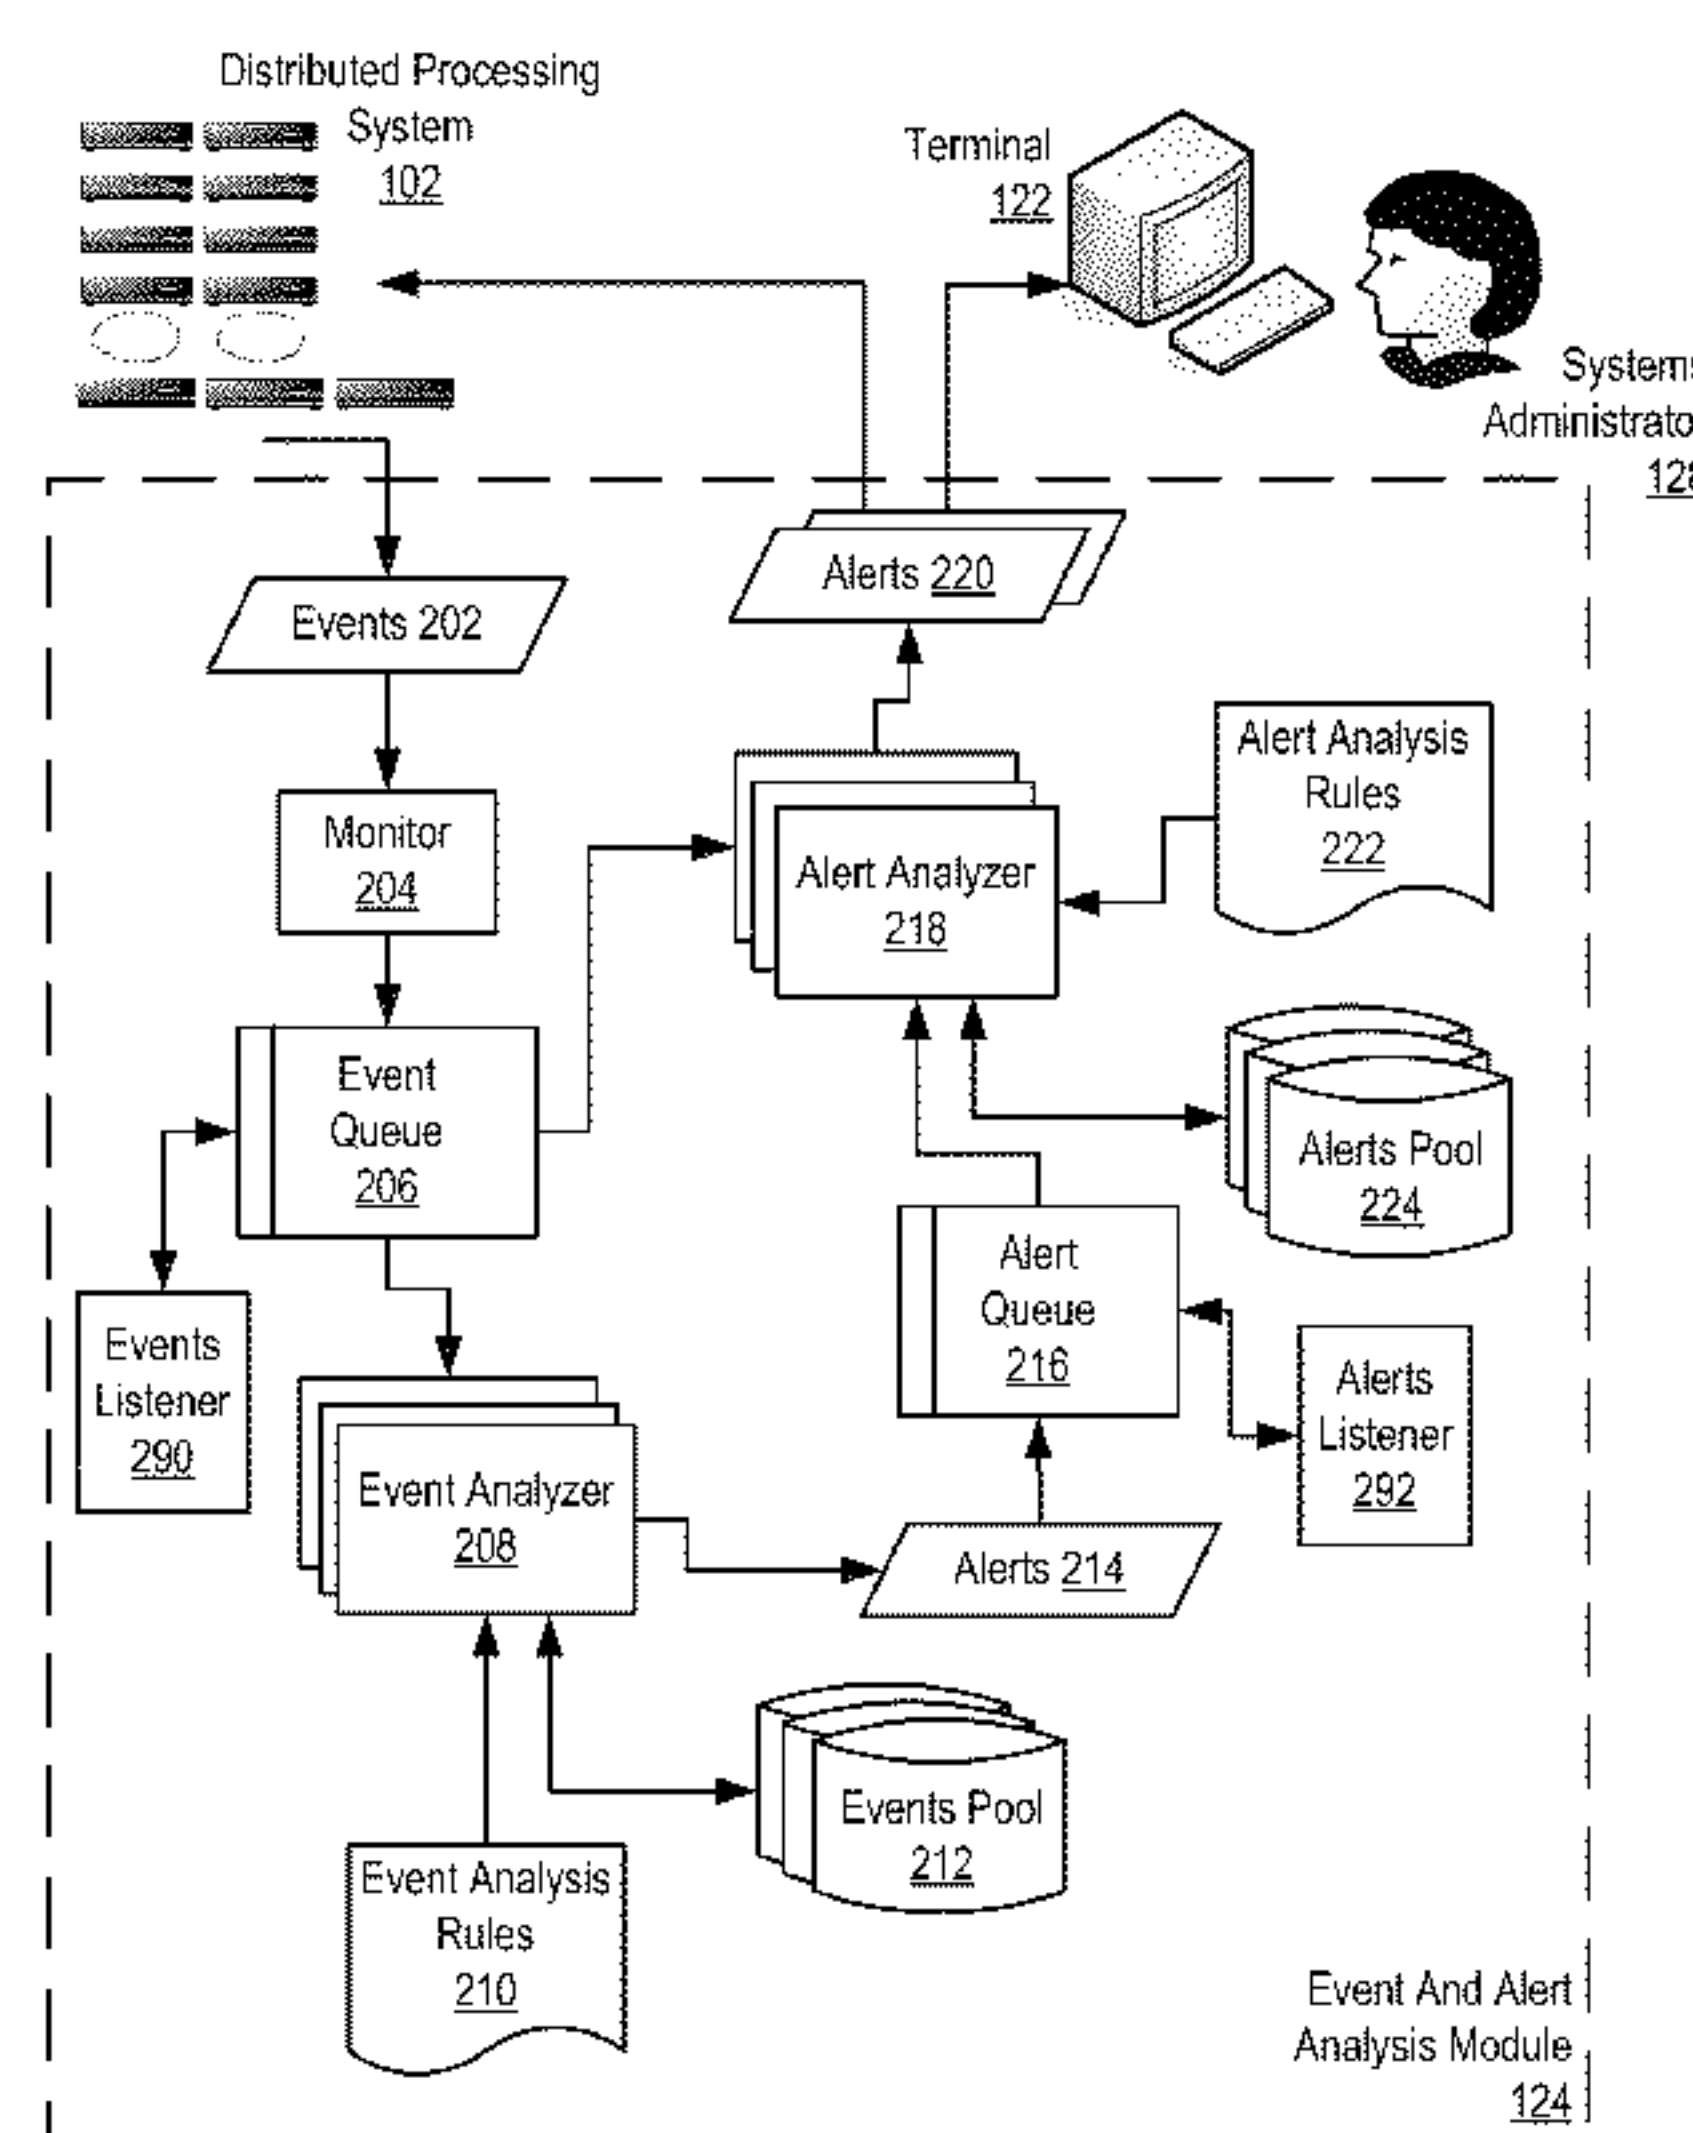 Distributed Processing
System
102
Terminal
122
Systems
Administrato
128
Events 202
Alerts 220
Monitor
204
Alert Analyzer
218
Alert Analysis
Rules
222
Event
Queue
206
Alerts Pool
224
Alert
Queue
216
Events
Listener
290
Alerts
Listener
292
Event Analyzer
208
Alerts 214
Events Pool
212
Event Analysis
Rules
210
Event And Alert
Analysis Module
124